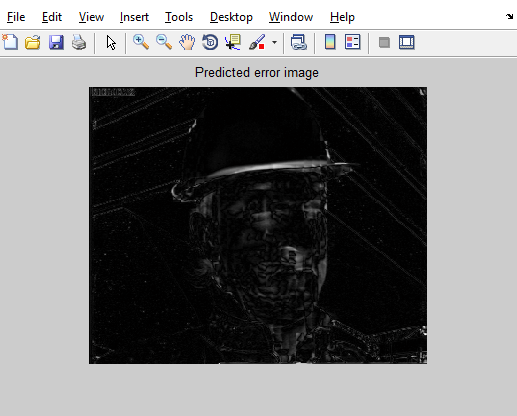 File Edit View Insert Tools Desktop Window Help
Predicted error image